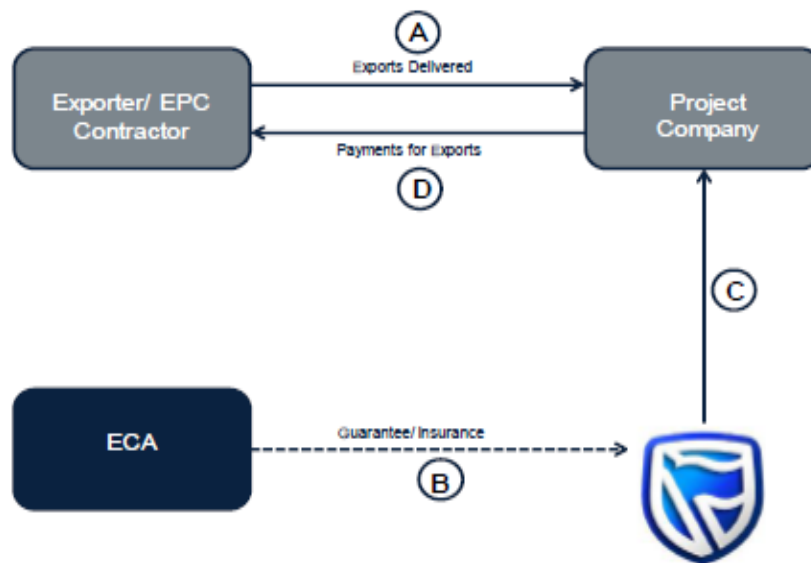 A
Exports Delivered
Exporter/ EPC
Contractor
Project
Company
Payments for Exports
D
C
ECA
Guarantee/ Insurance
B